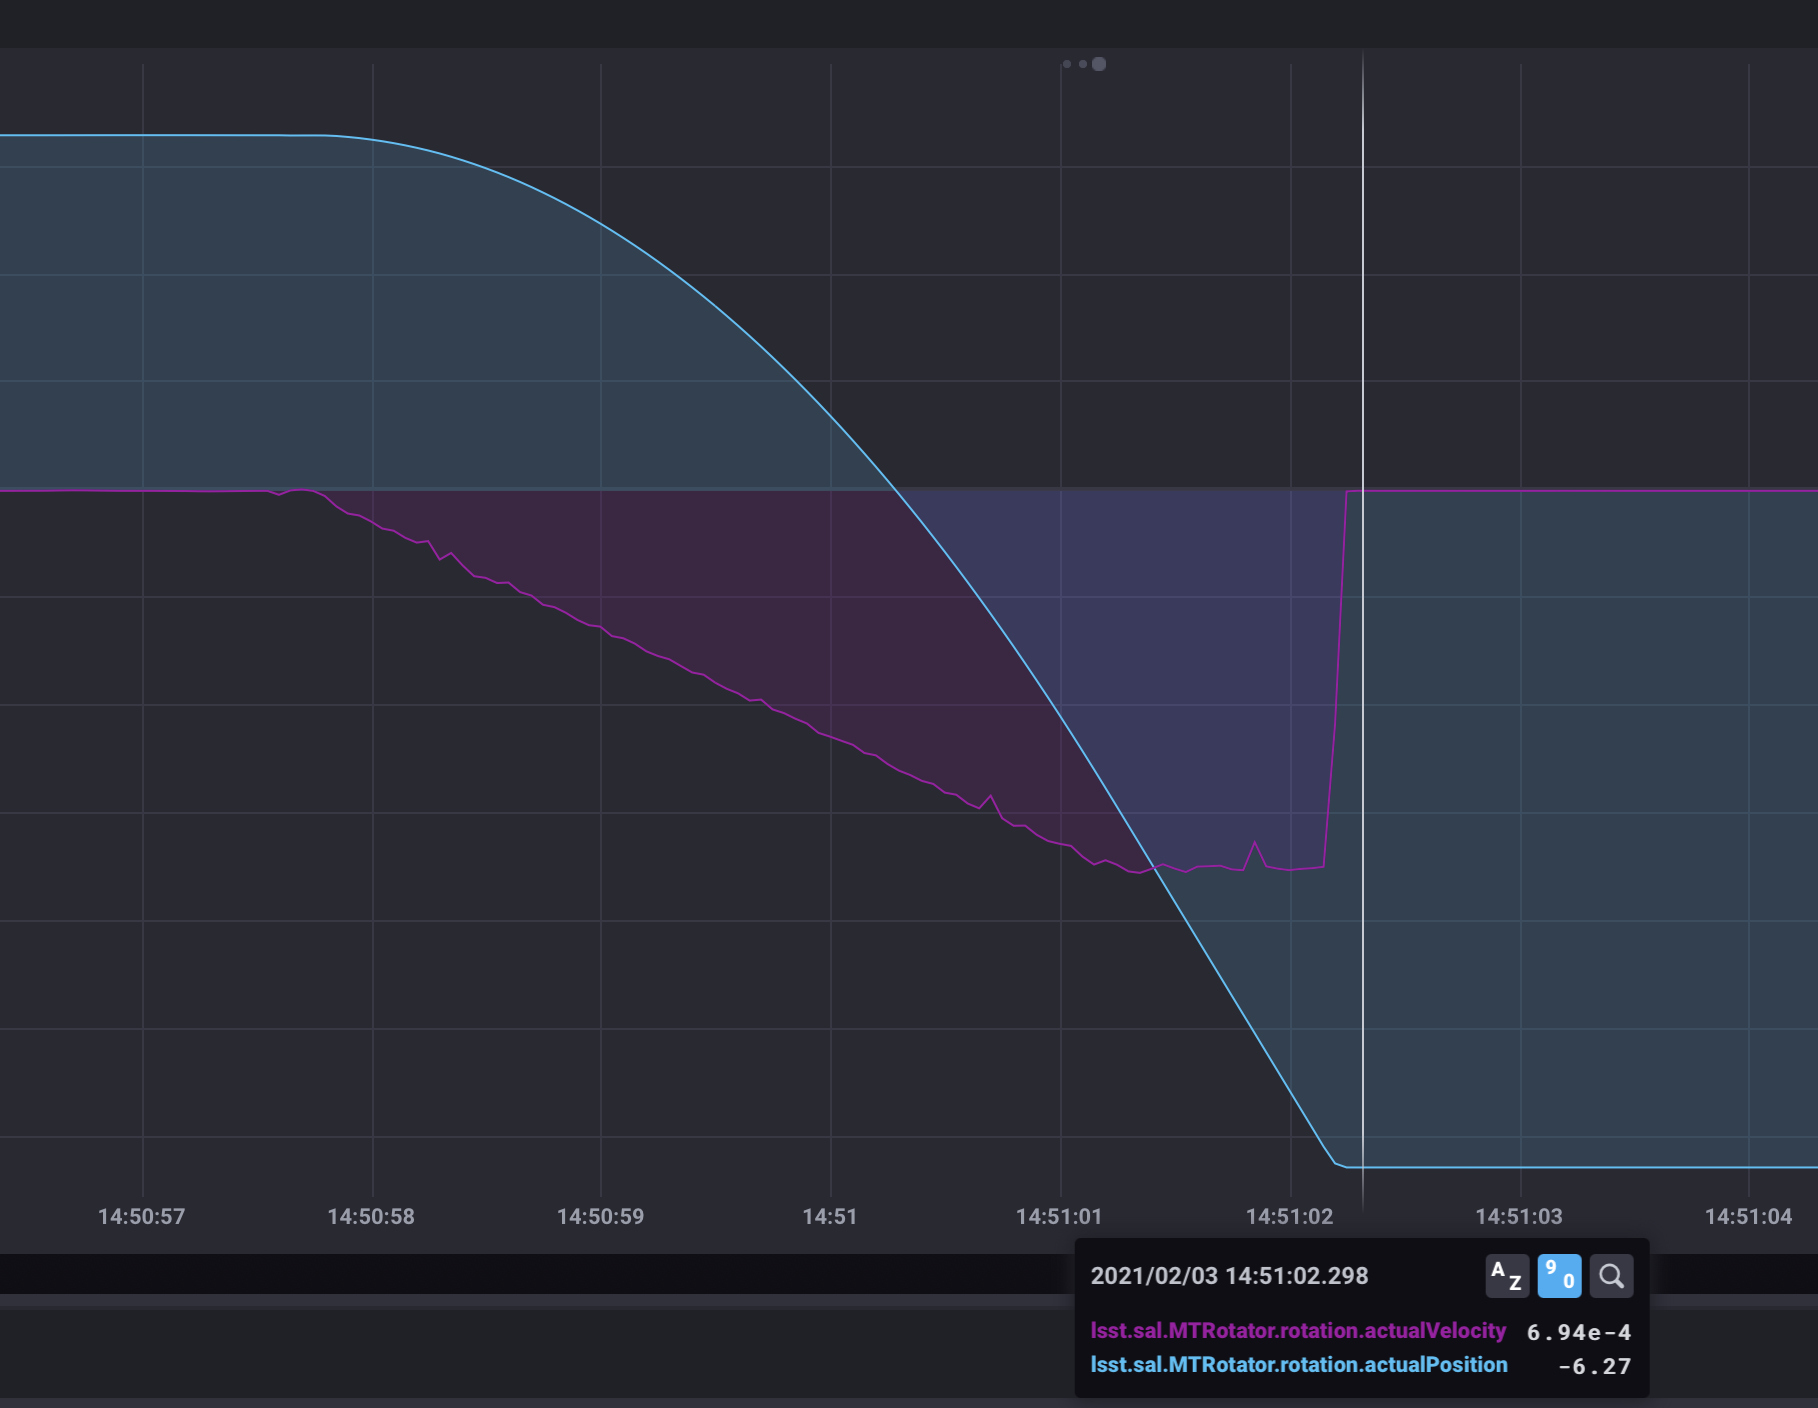 14:50:57 14:50:58 14:50:59 14:51 14:51:01 14:51:02 14:51:03 14:51:04
2021/02/03 14:51:02.298 A Z 9 0
lsst.sal.MTRotator.rotation.actualVelocity 6.94e-4
lsst.sal.MTRotator.rotation.actualPosition -6.27